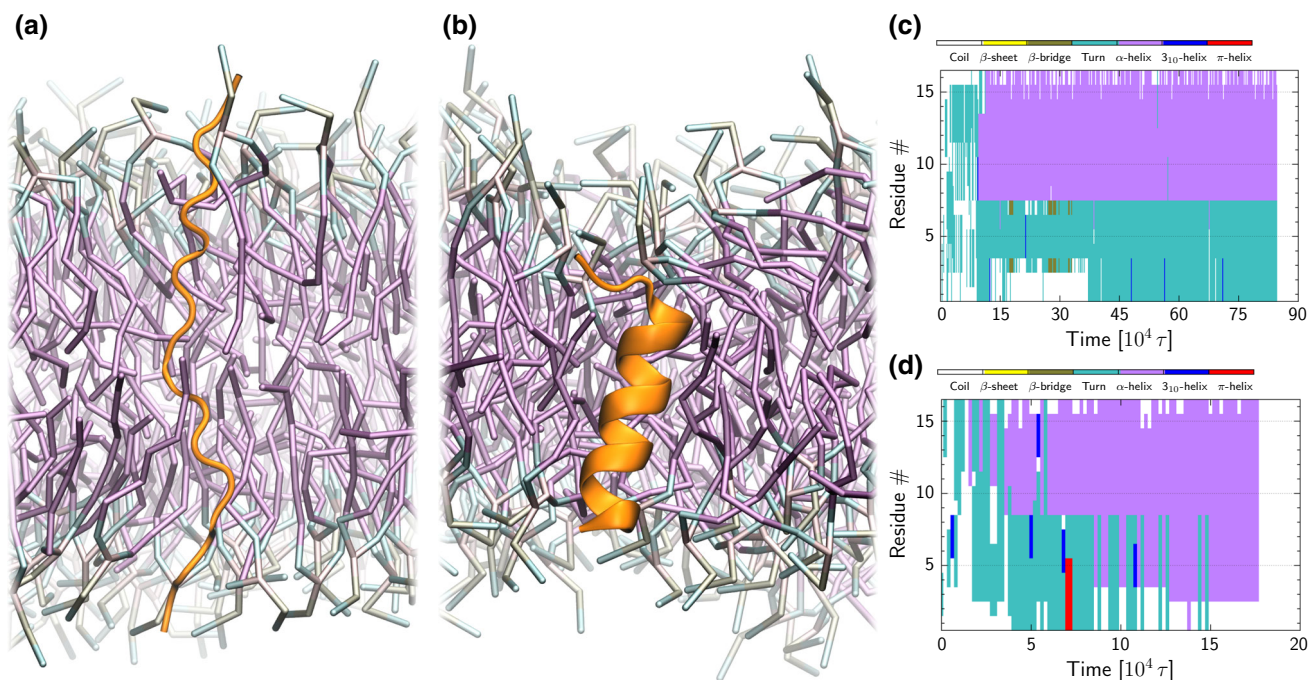 (a)
(b)
(c)
Coil β-sheet β-bridge Turn α-helix 3₁₀-helix π-helix
Residue #
15
10
5
0 15 30 45 60 75 90
Time [10⁴ τ]
(d)
Coil β-sheet β-bridge Turn α-helix 3₁₀-helix π-helix
Residue #
15
10
5
0 5 10 15 20
Time [10⁴ τ]